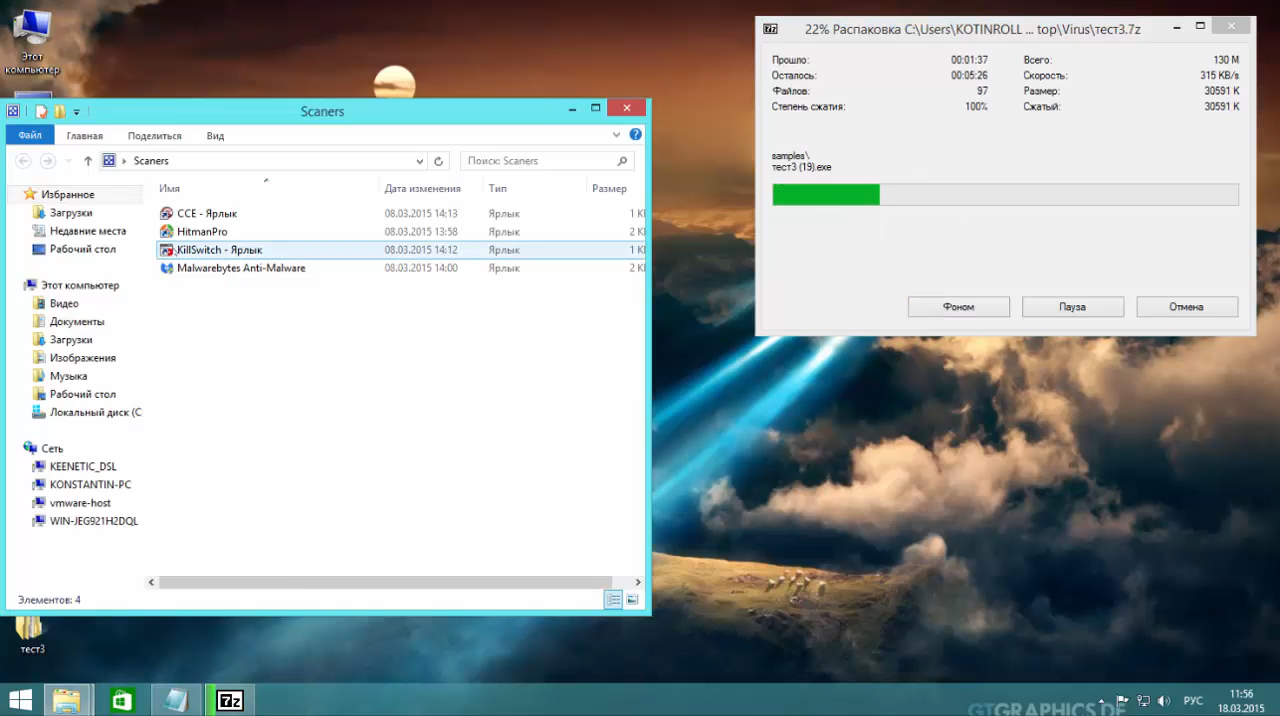 Этот
компьютер
Scaners
Файл
Главная
Поделиться
Вид
Scaners
Поиск: Scaners
Избранное
Загрузки
Недавние места
Рабочий стол
Этот компьютер
Видео
Документы
Загрузки
Изображения
Музыка
Рабочий стол
Локальный диск (C
Сеть
KEENETIC_DSL
KONSTANTIN-PC
vmware-host
WIN-JEG921H2DQL
Имя Дата изменения Тип Размер
CCE - Ярлык 08.03.2015 14:13 Ярлык 1 К
HitmanPro 08.03.2015 13:58 Ярлык 2 К
KillSwitch - Ярлык 08.03.2015 14:12 Ярлык 1 К
Malwarebytes Anti-Malware 08.03.2015 14:00 Ярлык 2 К
Элементов: 4
7z
22% Распаковка C:\Users\KOTINROLL ... top\Virus\тест3.7z
Прошло: 00:01:37 Всего: 130 M
Осталось: 00:05:26 Скорость: 315 KB/s
Файлов: 97 Размер: 30591 K
Степень сжатия: 100% Сжатый: 30591 K
samples\
тест3 (19).exe
Фоном
Пауза
Отмена
тест3
7z
GTGRAPHICS.DE
РУС
11:56
18.03.2015